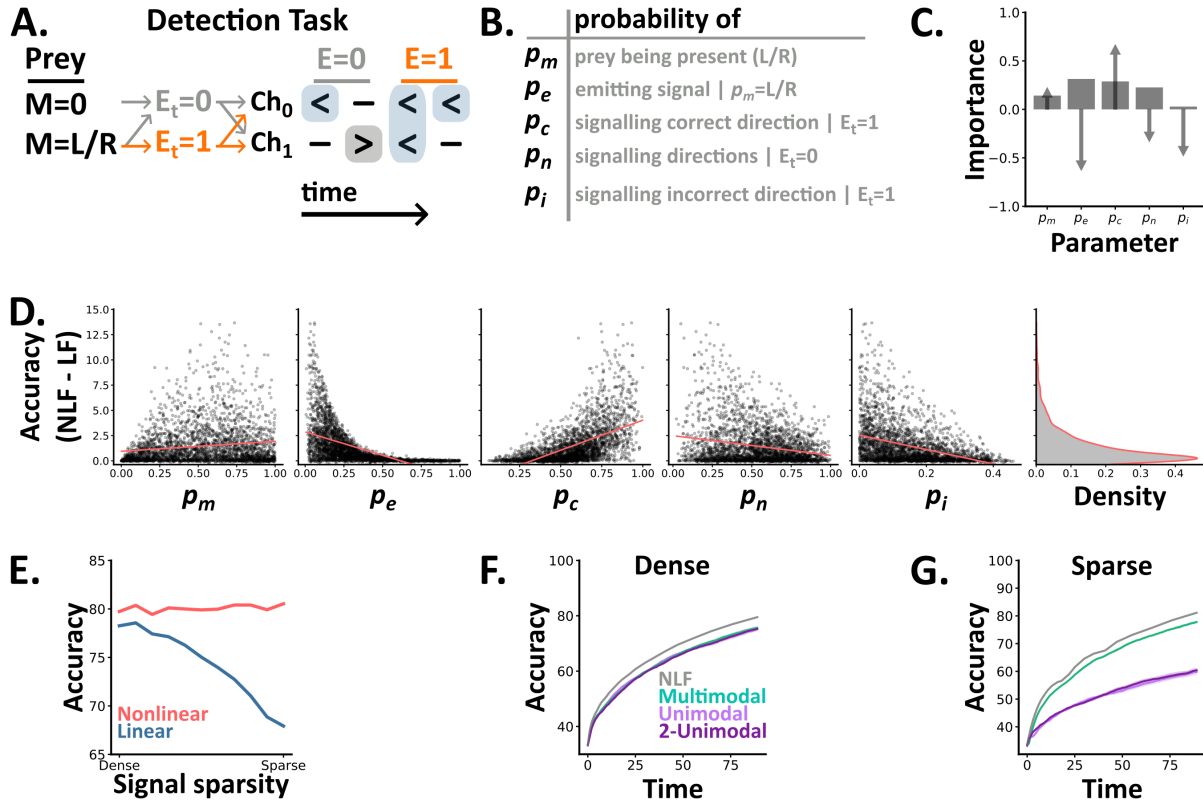 A.
Detection Task
Prey
E=0
E=1
M=0
Et=0
Ch0
< – < <
M=L/R
Et=1
Ch1
– > < –
time
B.
probability of
pm prey being present (L/R)
pe emitting signal | pm=L/R
pc signalling correct direction | Et=1
pn signalling directions | Et=0
pi signalling incorrect direction | Et=1
C.
Importance
1.0
0.5
0.0
−0.5
−1.0
pm pe pc pn pi
Parameter
D.
Accuracy
(NLF - LF)
15.0
12.5
10.0
7.5
5.0
2.5
0.0
0.00 0.25 0.50 0.75 1.00
pm
0.00 0.25 0.50 0.75 1.00
pe
0.00 0.25 0.50 0.75 1.00
pc
0.00 0.25 0.50 0.75 1.00
pn
0.0 0.2 0.4
pi
0.0 0.1 0.2 0.3 0.4
Density
E.
Accuracy
85
80
75
70
65
Nonlinear
Linear
Dense Sparse
Signal sparsity
F.
Dense
Accuracy
100
80
60
40
NLF
Multimodal
Unimodal
2-Unimodal
0 25 50 75
Time
G.
Sparse
Accuracy
100
90
80
70
60
50
40
30
0 25 50 75
Time